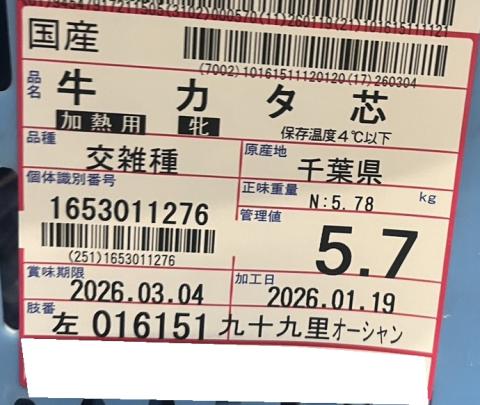 国産
(7002)10161511120120(17)260304
品名 牛 カタ芯
加熱用 牝 保存温度4℃以下
品種 交雑種
原産地 千葉県
個体識別番号 1653011276
正味重量 N:5.78 kg
管理値 5.7
(251)1653011276
賞味期限 2026.03.04
加工日 2026.01.19
肢番 左 016151 九十九里オーシャン